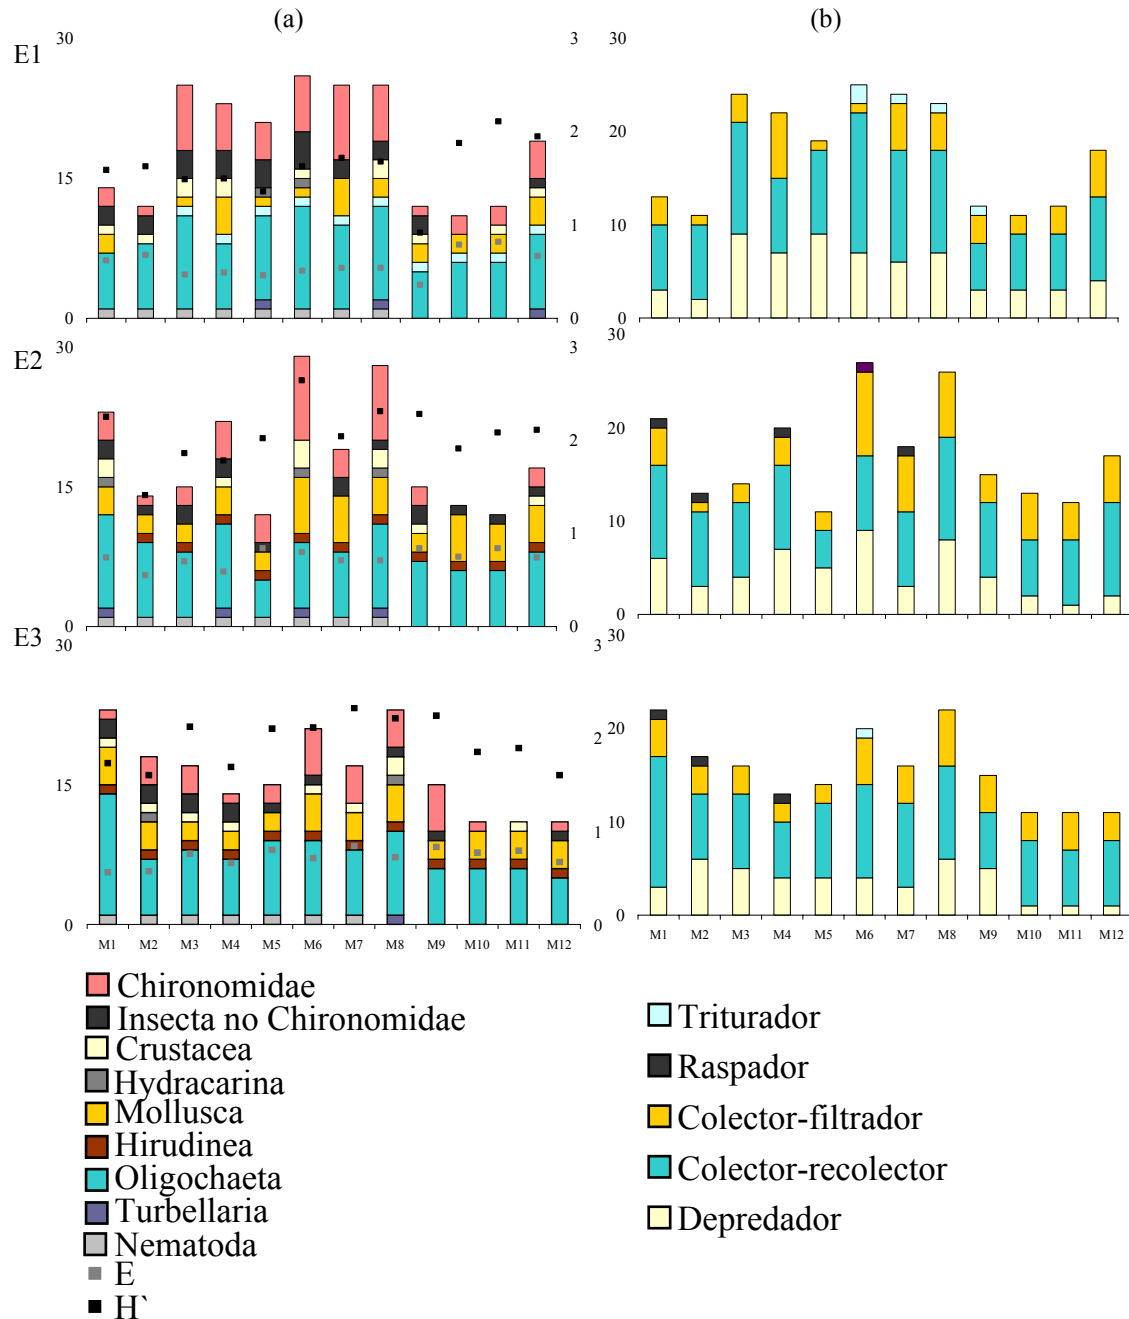 (a) (b)
E1
30 3 30
2 20
15
1 10
0 0 0
E2
30 3 30
2 20
15
1 10
0 0 0
E3
30 3 30
2 20
15
1 10
0 0 0
M1 M2 M3 M4 M5 M6 M7 M8 M9 M10 M11 M12
M1 M2 M3 M4 M5 M6 M7 M8 M9 M10 M11 M12
Chironomidae
Insecta no Chironomidae
Crustacea
Hydracarina
Mollusca
Hirudinea
Oligochaeta
Turbellaria
Nematoda
E
H`
Triturador
Raspador
Colector-filtrador
Colector-recolector
Depredador